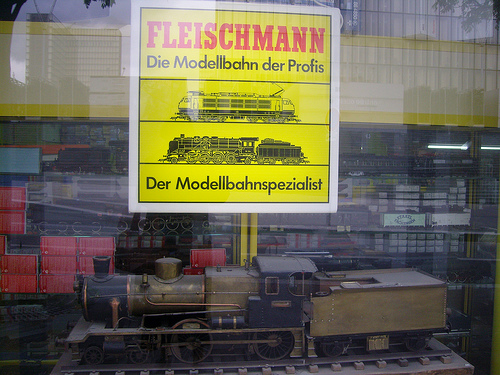 FLEISCHMANN
Die Modellbahn der Profis
Der Modellbahnspezialist